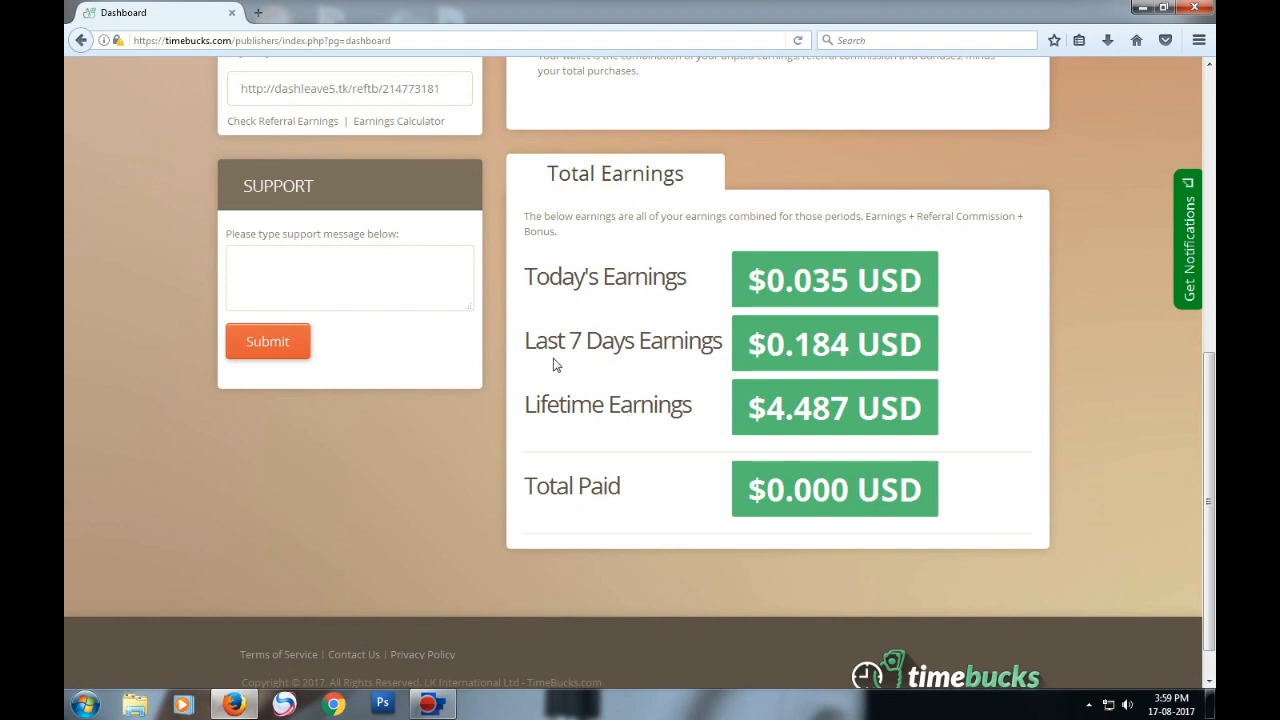 Dashboard
https://timebucks.com/publishers/index.php?pg=dashboard
Search
your total purchases.
http://dashleave5.tk/reftb/214773181
Check Referral Earnings | Earnings Calculator
SUPPORT
Please type support message below:
Submit
Total Earnings
The below earnings are all of your earnings combined for those periods. Earnings + Referral Commission +
Bonus.
Today's Earnings
$0.035 USD
Last 7 Days Earnings
$0.184 USD
Lifetime Earnings
$4.487 USD
Total Paid
$0.000 USD
Get Notifications
Terms of Service | Contact Us | Privacy Policy
Copyright © 2017, All Rights Reserved, LK International Ltd - TimeBucks.com
timebucks
Ps
3:59 PM
17-08-2017